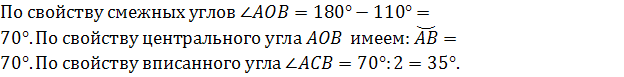 По свойству смежных углов ∠AOB = 180° − 110° =
70°. По свойству центрального угла AOB имеем: A͝B =
70°. По свойству вписанного угла ∠ACB = 70°: 2 = 35°.